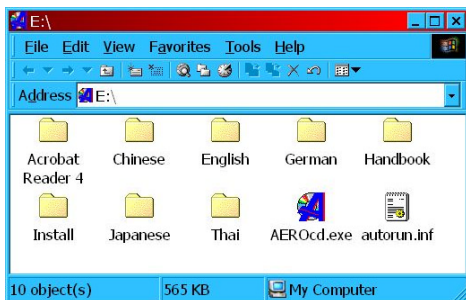 E:\
File Edit View Favorites Tools Help
Address E:\
Acrobat Reader 4 Chinese English German Handbook
Install Japanese Thai AEROcd.exe autorun.inf
10 object(s) 565 KB My Computer